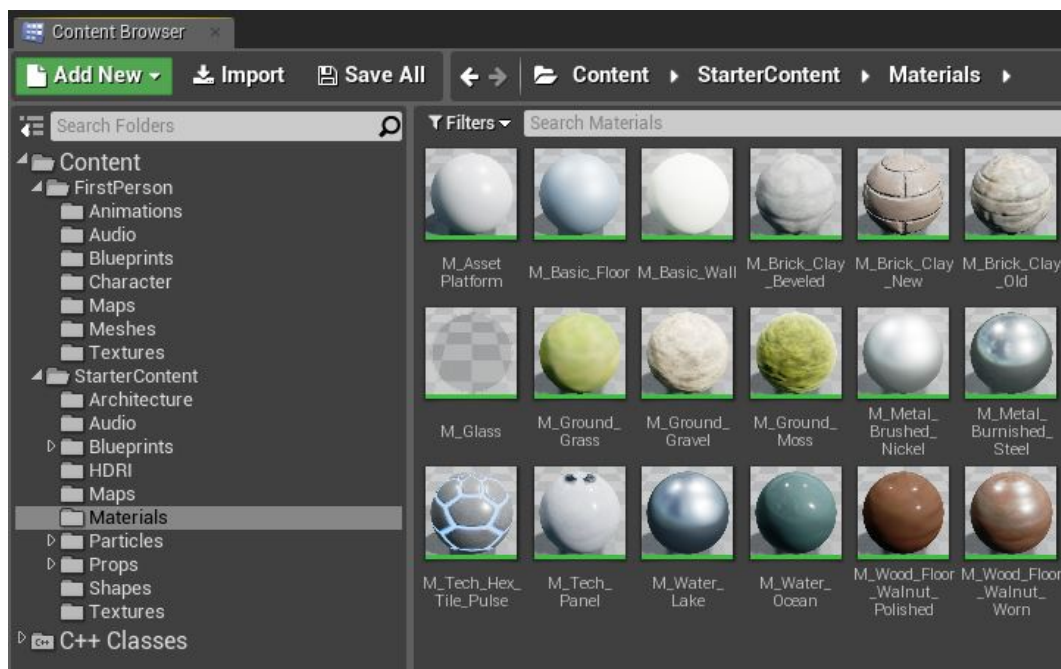 Content Browser
Add New Import Save All Content StarterContent Materials
Search Folders
Filters Search Materials
Content
FirstPerson
Animations
Audio
Blueprints
Character
Maps
Meshes
Textures
StarterContent
Architecture
Audio
Blueprints
HDRI
Maps
Materials
Particles
Props
Shapes
Textures
C++ C++ Classes
M_Asset
Platform
M_Basic_Floor
M_Basic_Wall
M_Brick_Clay
_Beveled
M_Brick_Clay
_New
M_Brick_Clay
_Old
M_Glass
M_Ground_
Grass
M_Ground_
Gravel
M_Ground_
Moss
M_Metal_
Brushed_
Nickel
M_Metal_
Burnished_
Steel
M_Tech_Hex_
Tile_Pulse
M_Tech_
Panel
M_Water_
Lake
M_Water_
Ocean
M_Wood_Floor
_Walnut_
Polished
M_Wood_Floor
_Walnut_
Worn